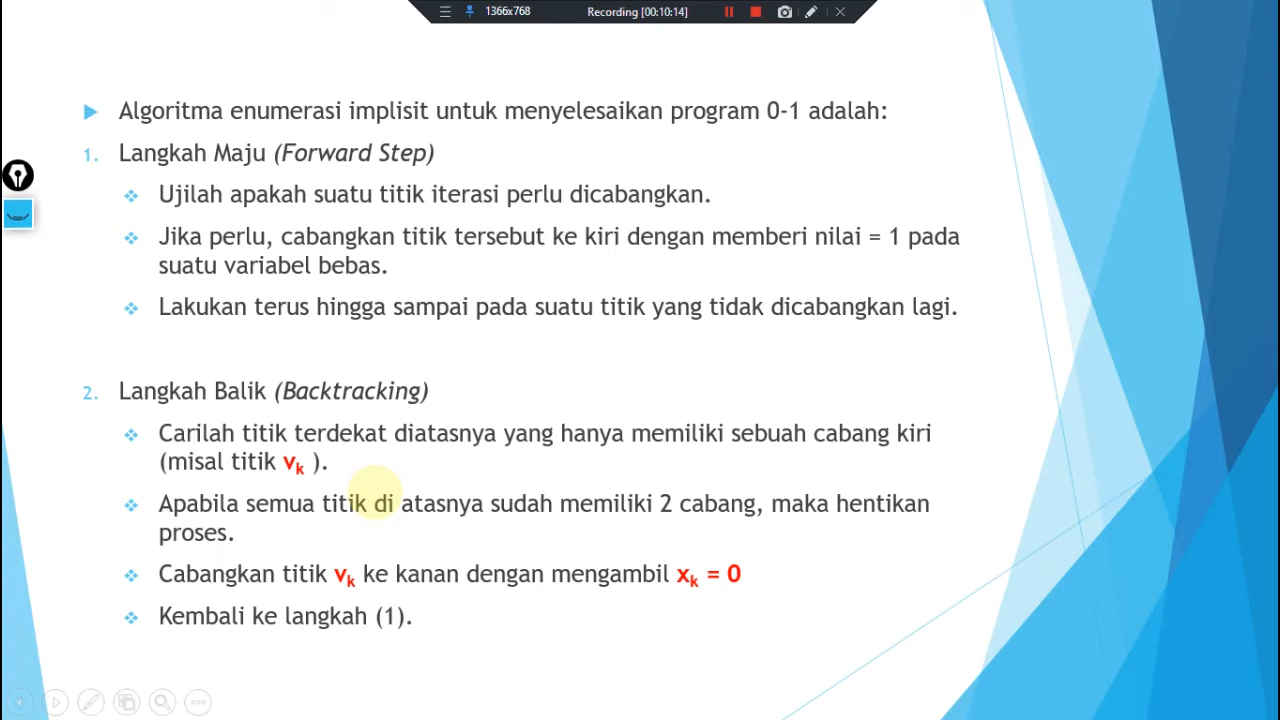 1366x768 Recording [00:10:14]
Algoritma enumerasi implisit untuk menyelesaikan program 0-1 adalah:
1. Langkah Maju (Forward Step)
Ujilah apakah suatu titik iterasi perlu dicabangkan.
Jika perlu, cabangkan titik tersebut ke kiri dengan memberi nilai = 1 pada
suatu variabel bebas.
Lakukan terus hingga sampai pada suatu titik yang tidak dicabangkan lagi.
2. Langkah Balik (Backtracking)
Carilah titik terdekat diatasnya yang hanya memiliki sebuah cabang kiri
(misal titik vk ).
Apabila semua titik di atasnya sudah memiliki 2 cabang, maka hentikan
proses.
Cabangkan titik vk ke kanan dengan mengambil xk = 0
Kembali ke langkah (1).